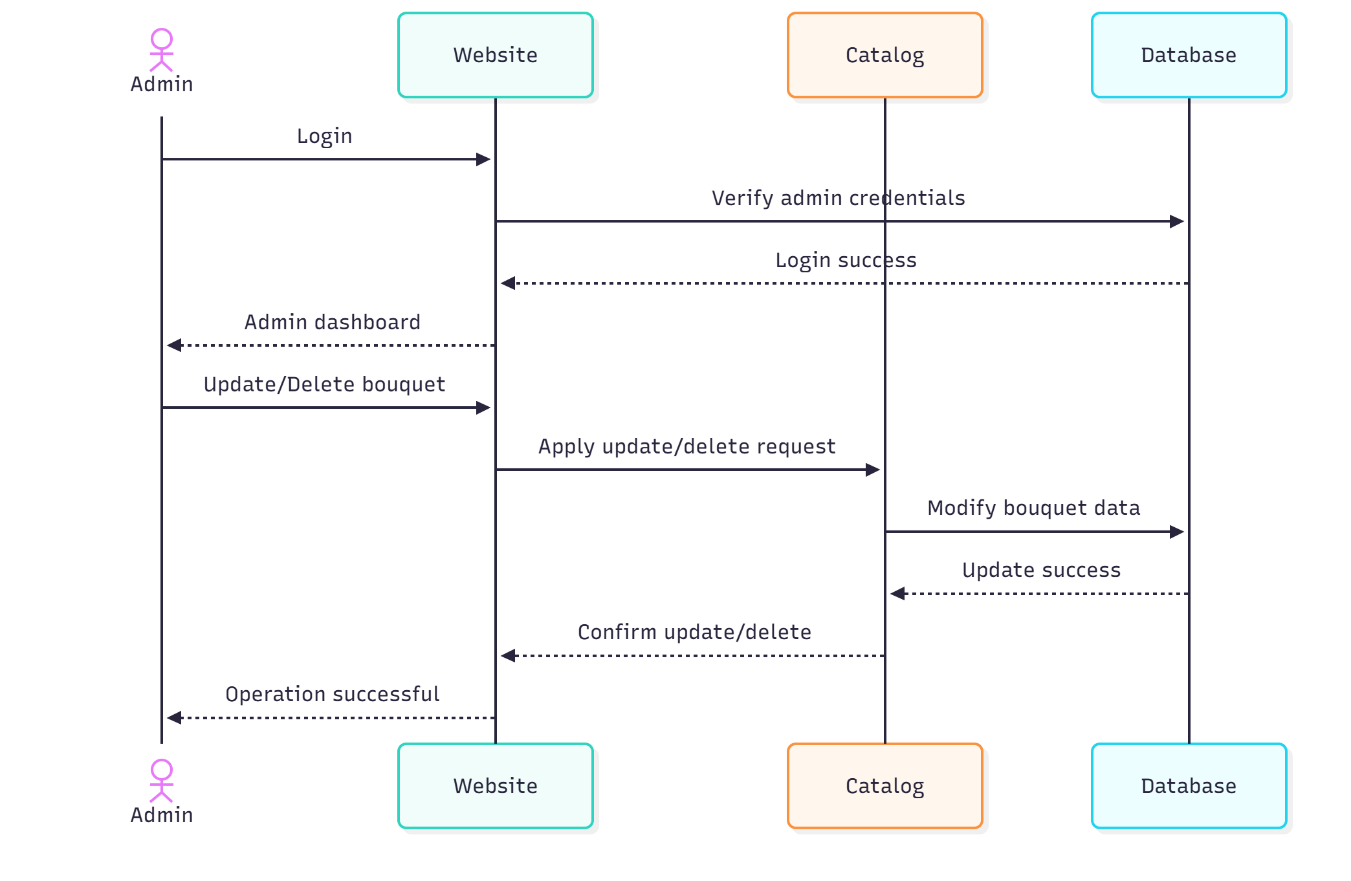 Admin
Website
Catalog
Database
Login
Verify admin credentials
Login success
Admin dashboard
Update/Delete bouquet
Apply update/delete request
Modify bouquet data
Update success
Confirm update/delete
Operation successful
Admin
Website
Catalog
Database